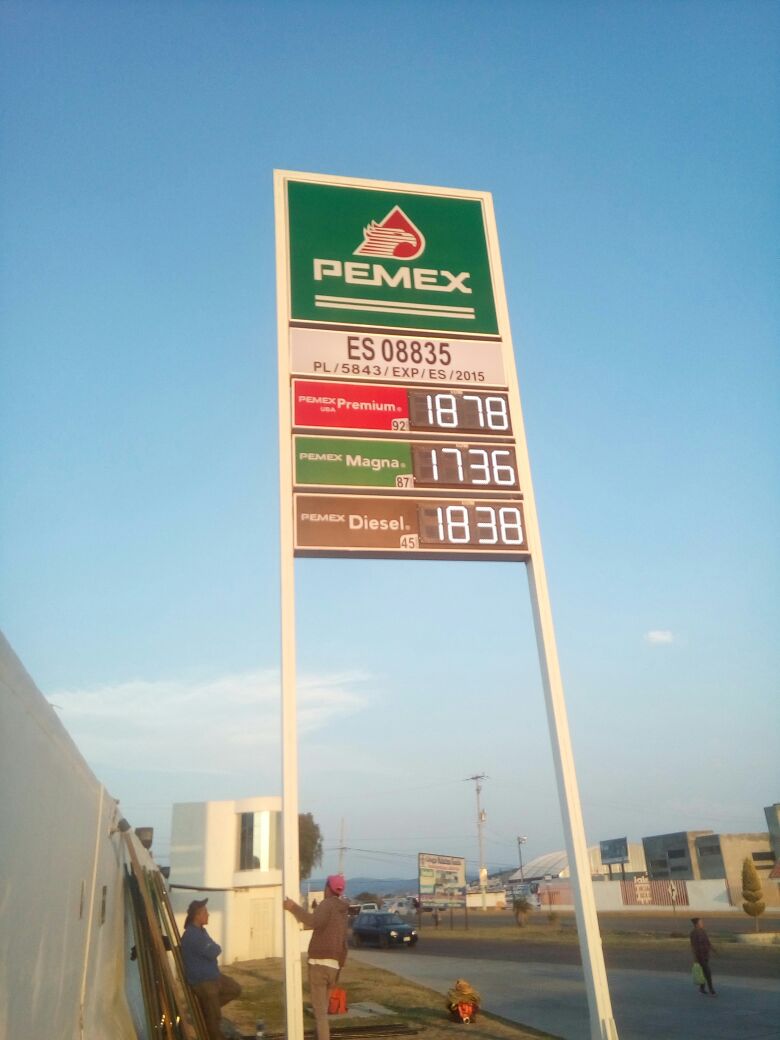 PEMEX
ES 08835
PL/5843/EXP/ES/2015
PEMEX Premium
UBA
92
1878
PEMEX Magna
87
1736
PEMEX Diesel
45
1838